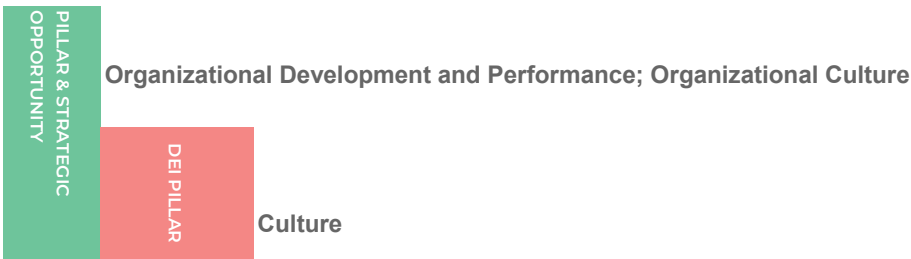 PILLAR & STRATEGIC
OPPORTUNITY
Organizational Development and Performance; Organizational Culture
DEI PILLAR
Culture